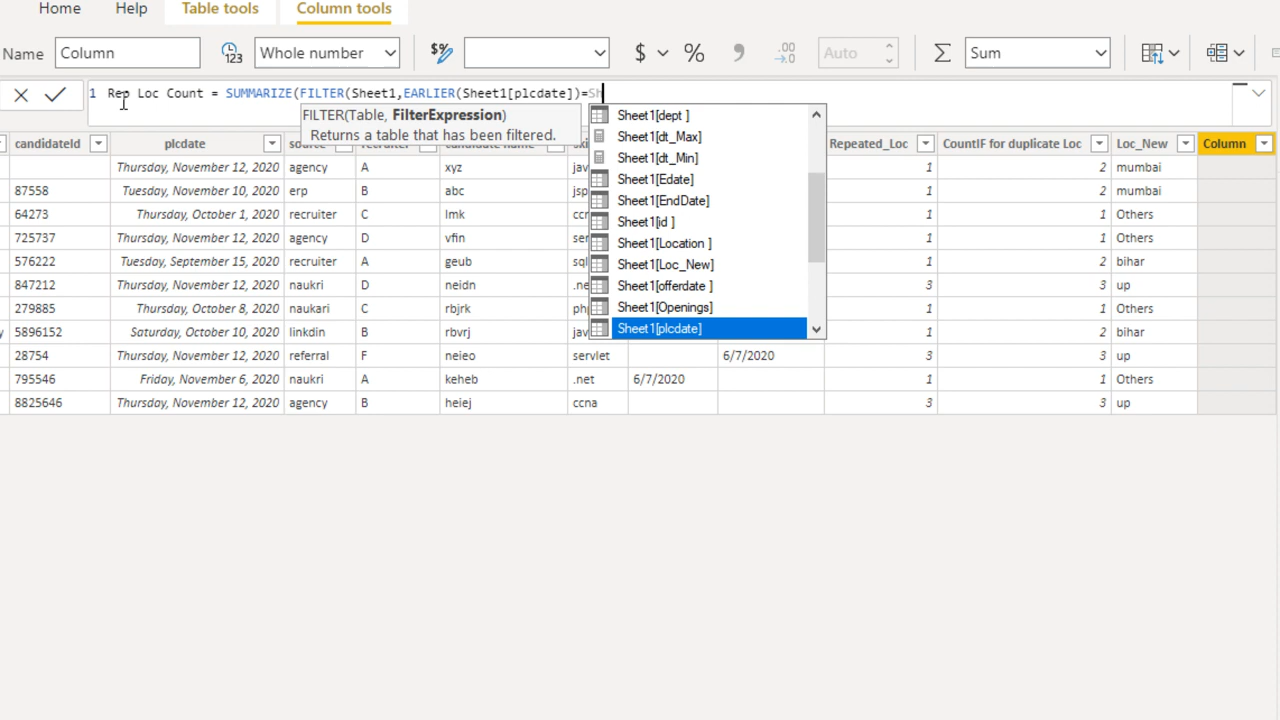 Home Help Table tools Column tools
Name Column 123 Whole number $ % 9 .00 Auto Σ Sum
1 Rep Loc Count = SUMMARIZE(FILTER(Sheet1,EARLIER(Sheet1[plcdate])=Sh
FILTER(Table, FilterExpression)
Returns a table that has been filtered.
Sheet1[dept ]
Sheet1[dt_Max]
Sheet1[dt_Min]
Sheet1[Edate]
Sheet1[EndDate]
Sheet1[id ]
Sheet1[Location ]
Sheet1[Loc_New]
Sheet1[offerdate ]
Sheet1[Openings]
Sheet1[plcdate]
candidateId plcdate Repeated_Loc CountIF for duplicate Loc Loc_New Column
Thursday, November 12, 2020 agency A xyz 1 2 mumbai
87558 Tuesday, November 10, 2020 erp B abc 1 2 mumbai
64273 Thursday, October 1, 2020 recruiter C lmk 1 1 Others
725737 Thursday, November 12, 2020 agency D vfin 1 1 Others
576222 Tuesday, September 15, 2020 recruiter A geub 1 2 bihar
847212 Thursday, November 12, 2020 naukri D neidn 3 3 up
279885 Thursday, October 8, 2020 naukari C rbjrk 1 1 Others
y 5896152 Saturday, October 10, 2020 linkdin B rbvrj 1 2 bihar
28754 Thursday, November 12, 2020 referral F neieo servlet 6/7/2020 3 3 up
795546 Friday, November 6, 2020 naukri A keheb .net 6/7/2020 1 1 Others
8825646 Thursday, November 12, 2020 agency B heiej ccna 3 3 up